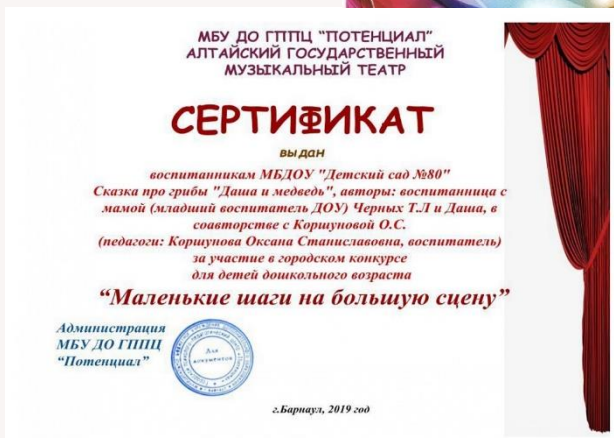 МБУ ДО ГППЦ “ПОТЕНЦИАЛ”
АЛТАЙСКИЙ ГОСУДАРСТВЕННЫЙ
МУЗЫКАЛЬНЫЙ ТЕАТР
СЕРТИФИКАТ
выдан
воспитанникам МБДОУ "Детский сад №80"
Сказка про грибы "Даша и медведь", авторы: воспитанница с
мамой (младший воспитатель ДОУ) Черных Т.Л и Даша, в
соавторстве с Коршуновой О.С.
(педагоги: Коршунова Оксана Станиславовна, воспитатель)
за участие в городском конкурсе
для детей дошкольного возраста
“Маленькие шаги на большую сцену”
Администрация
МБУ ДО ГППЦ
“Потенциал”
Для
документов
г.Барнаул, 2019 год